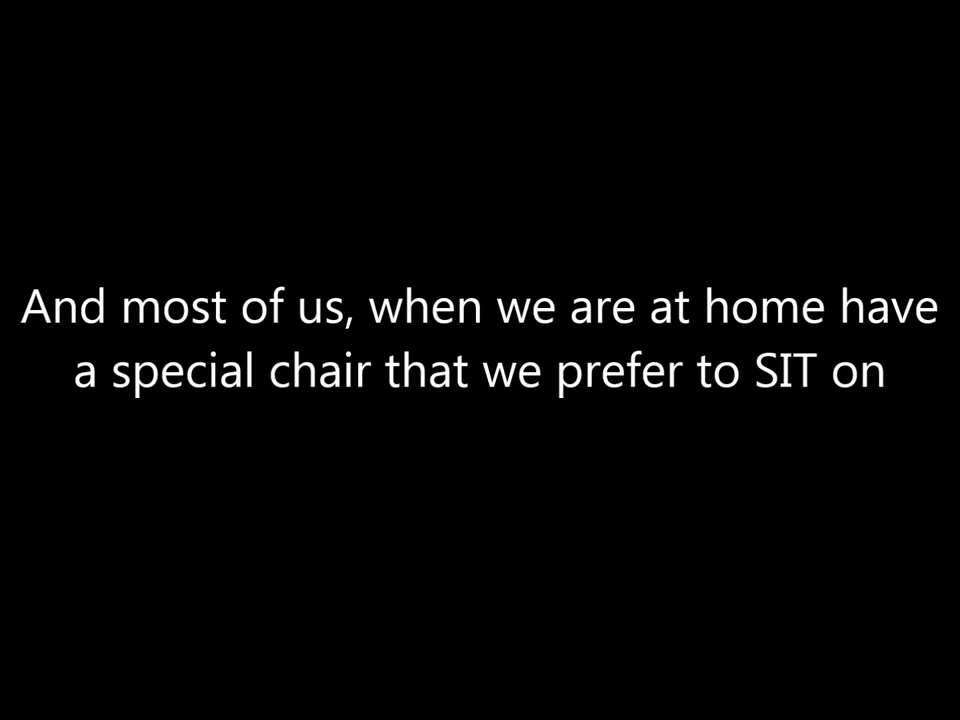 And most of us, when we are at home have
a special chair that we prefer to SIT on